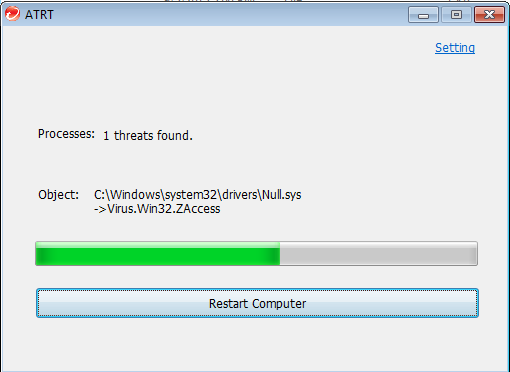 ATRT
Setting
Processes: 1 threats found.
Object: C:\Windows\system32\drivers\Null.sys
->Virus.Win32.ZAccess
Restart Computer